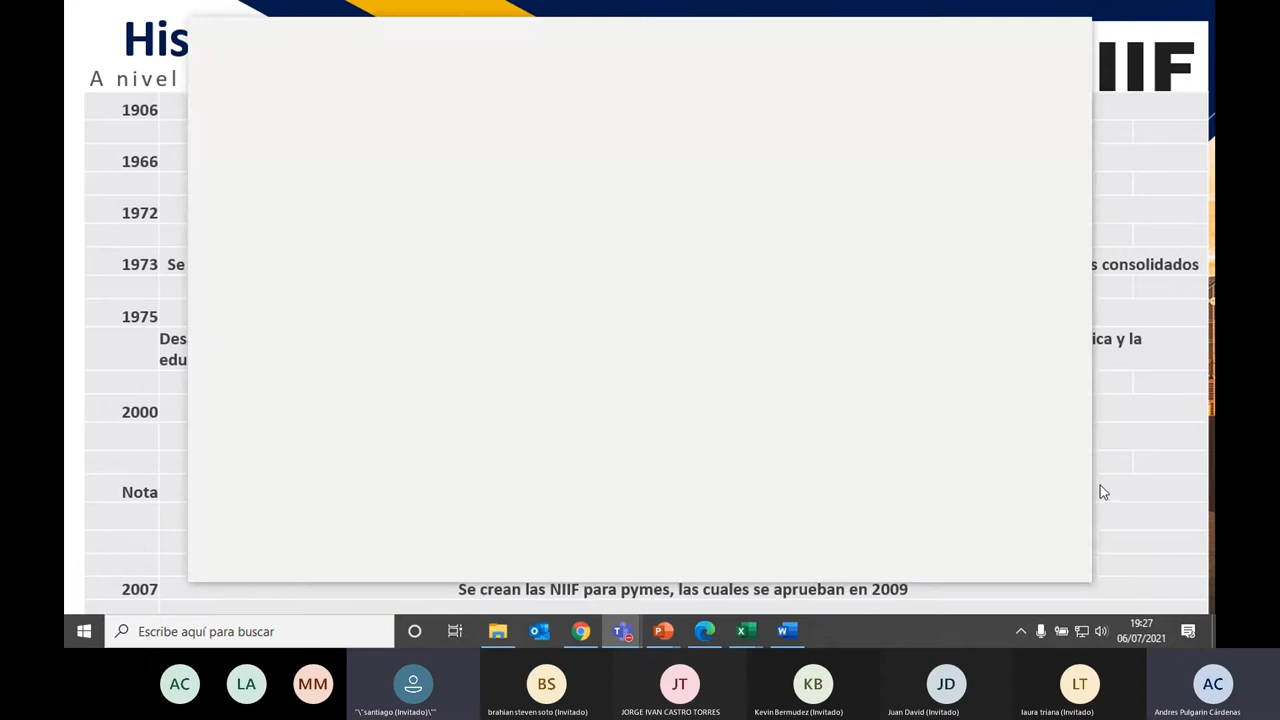 His
A nivel
IIF
1906
1966
1972
1973 Se s consolidados
1975
Des ica y la
edu
2000
Nota
2007 Se crean las NIIF para pymes, las cuales se aprueban en 2009
Escribe aquí para buscar
19:27
06/07/2021
AC LA MM BS JT KB JD LT AC
"\"santiago (Invitado)\"" brahian steven soto (Invitado) JORGE IVAN CASTRO TORRES Kevin Bermudez (Invitado) Juan David (Invitado) laura triana (Invitado) Andres Pulgarin Cárdenas